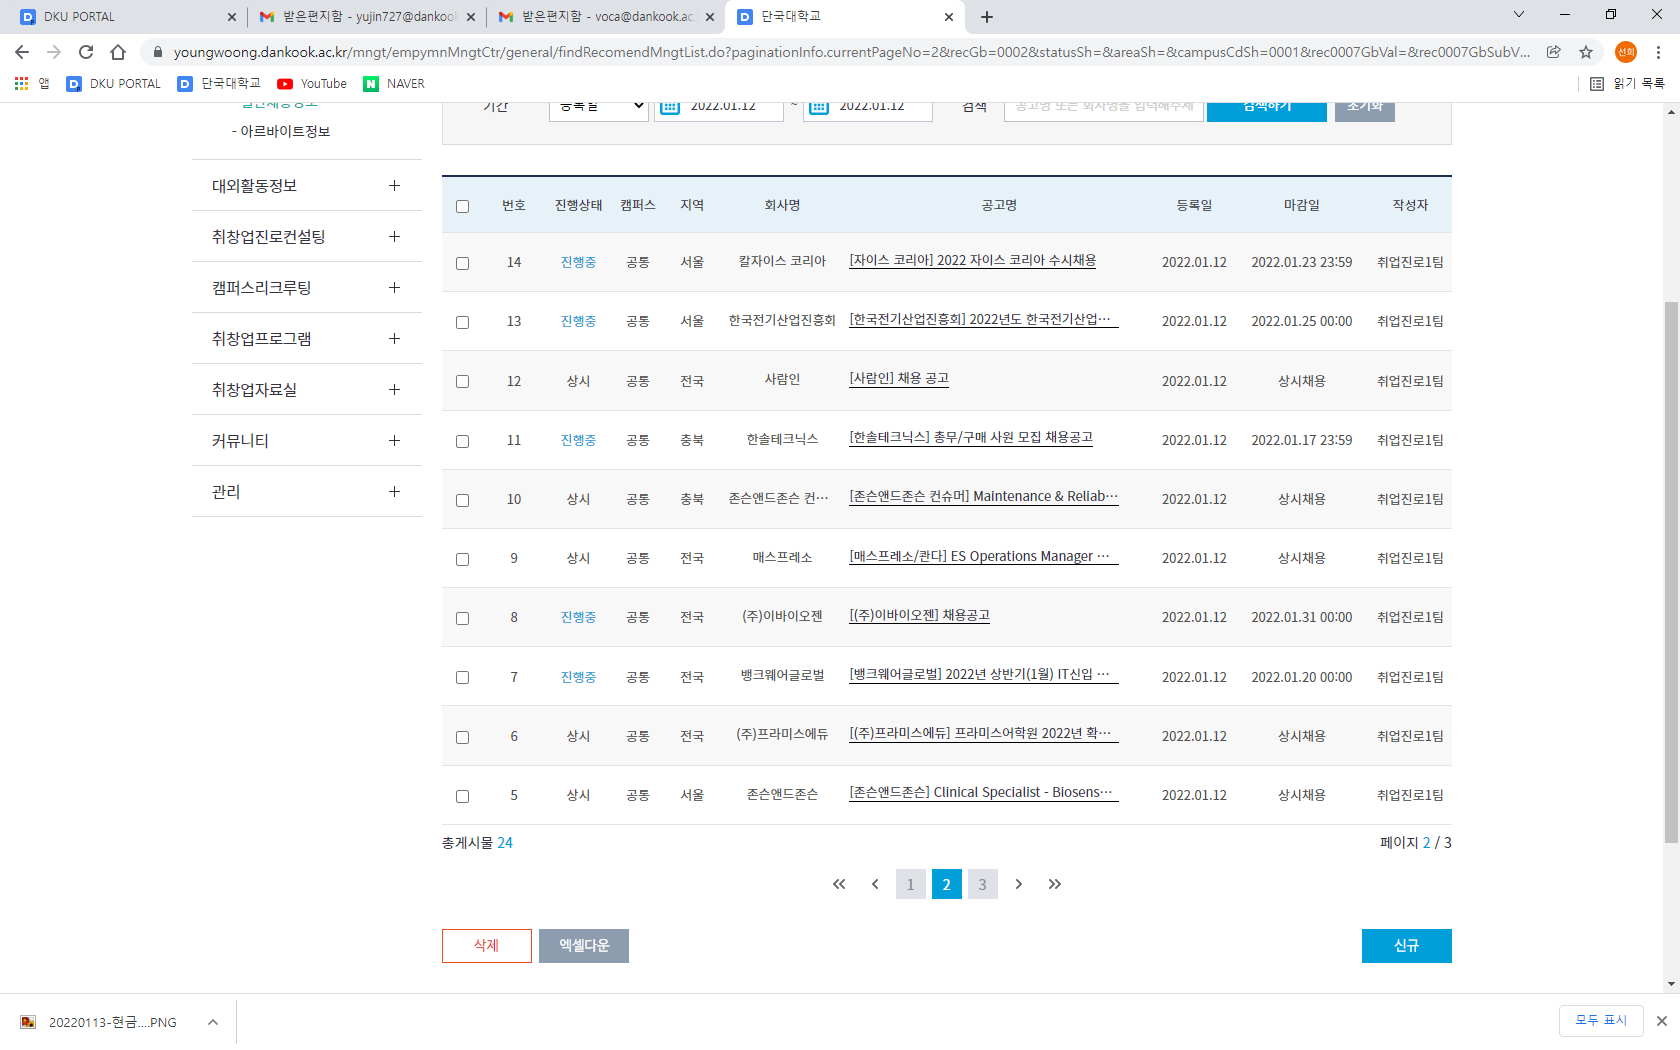 DKU PORTAL
받은편지함 - yujin727@dankook
받은편지함 - voca@dankook.ac.
단국대학교
youngwoong.dankook.ac.kr/mngt/empymnMngtCtr/general/findRecomendMngtList.do?paginationInfo.currentPageNo=2&recGb=0002&statusSh=&areaSh=&campusCdSh=0001&rec0007GbVal=&rec0007GbSubV...
선희
앱
DKU PORTAL
단국대학교
YouTube
NAVER
읽기 목록
일반채용정보
- 아르바이트정보
대외활동정보 +
취창업진로컨설팅 +
캠퍼스리크루팅 +
취창업프로그램 +
취창업자료실 +
커뮤니티 +
관리 +
기간 등록일 2022.01.12 ~ 2022.01.12 검색 공고명 또는 회사명을 입력해주세 검색하기 초기화
번호 진행상태 캠퍼스 지역 회사명 공고명 등록일 마감일 작성자
14 진행중 공통 서울 칼자이스 코리아 [자이스 코리아] 2022 자이스 코리아 수시채용 2022.01.12 2022.01.23 23:59 취업진로1팀
13 진행중 공통 서울 한국전기산업진흥회 [한국전기산업진흥회] 2022년도 한국전기산업… 2022.01.12 2022.01.25 00:00 취업진로1팀
12 상시 공통 전국 사람인 [사람인] 채용 공고 2022.01.12 상시채용 취업진로1팀
11 진행중 공통 충북 한솔테크닉스 [한솔테크닉스] 총무/구매 사원 모집 채용공고 2022.01.12 2022.01.17 23:59 취업진로1팀
10 상시 공통 충북 존슨앤드존슨 컨… [존슨앤드존슨 컨슈머] Maintenance & Reliab… 2022.01.12 상시채용 취업진로1팀
9 상시 공통 전국 매스프레소 [매스프레소/콴다] ES Operations Manager … 2022.01.12 상시채용 취업진로1팀
8 진행중 공통 전국 (주)이바이오젠 [(주)이바이오젠] 채용공고 2022.01.12 2022.01.31 00:00 취업진로1팀
7 진행중 공통 전국 뱅크웨어글로벌 [뱅크웨어글로벌] 2022년 상반기(1월) IT신입 … 2022.01.12 2022.01.20 00:00 취업진로1팀
6 상시 공통 전국 (주)프라미스에듀 [(주)프라미스에듀] 프라미스어학원 2022년 확… 2022.01.12 상시채용 취업진로1팀
5 상시 공통 서울 존슨앤드존슨 [존슨앤드존슨] Clinical Specialist - Biosens… 2022.01.12 상시채용 취업진로1팀
총게시물 24
페이지 2 / 3
« ‹ 1 2 3 › »
삭제
엑셀다운
신규
20220113-현금....PNG
모두 표시